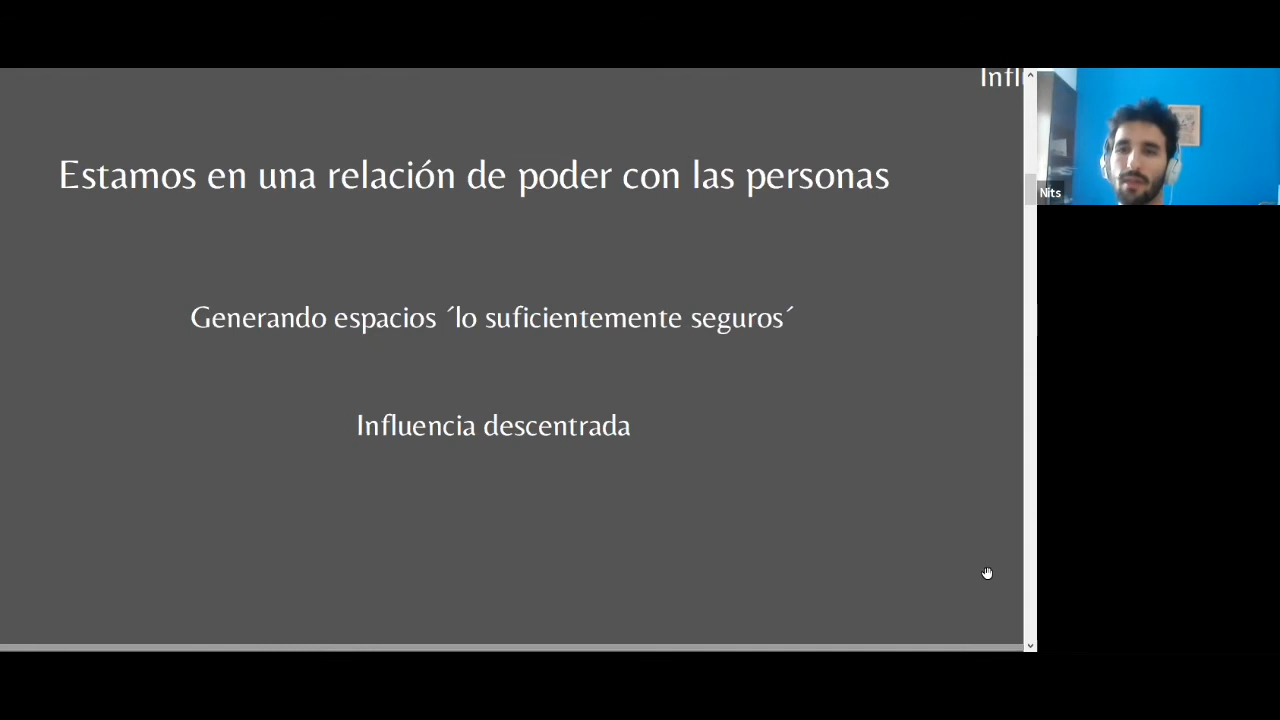 Infl
Estamos en una relación de poder con las personas
Nits
Generando espacios ´lo suficientemente seguros´
Influencia descentrada